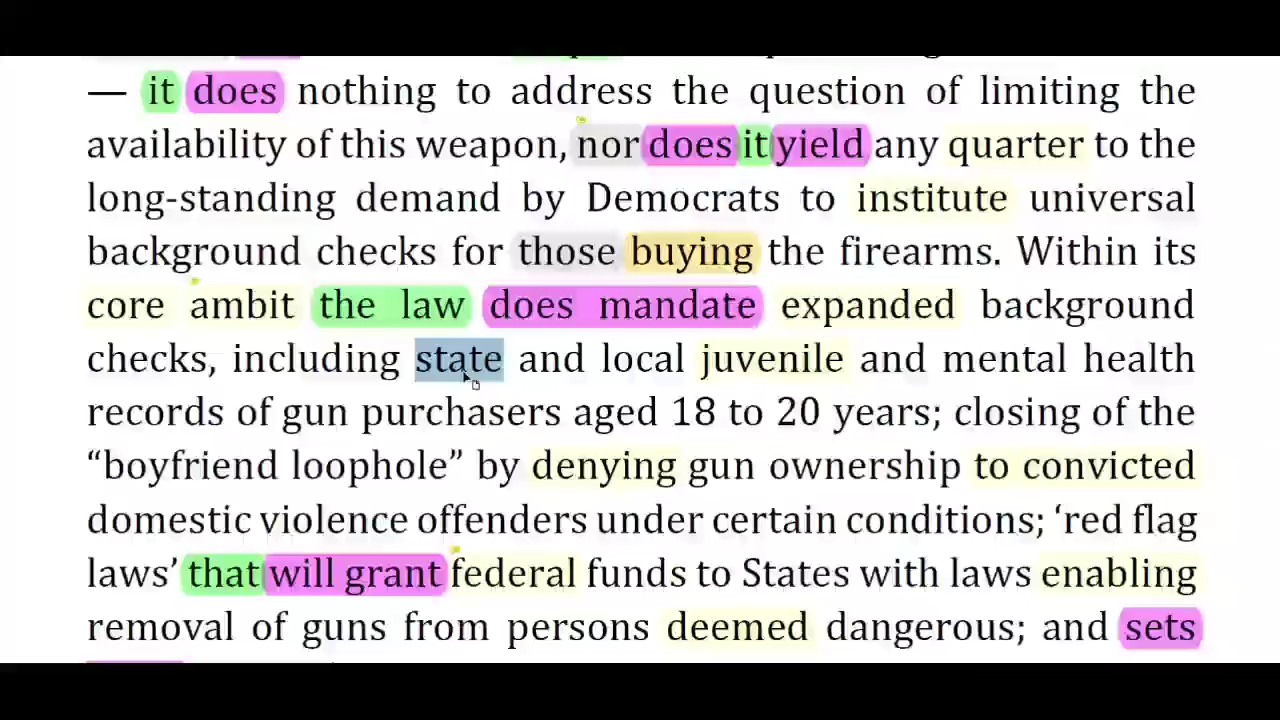 — it does nothing to address the question of limiting the
availability of this weapon, nor does it yield any quarter to the
long-standing demand by Democrats to institute universal
background checks for those buying the firearms. Within its
core ambit the law does mandate expanded background
checks, including state and local juvenile and mental health
records of gun purchasers aged 18 to 20 years; closing of the
“boyfriend loophole” by denying gun ownership to convicted
domestic violence offenders under certain conditions; ‘red flag
laws’ that will grant federal funds to States with laws enabling
removal of guns from persons deemed dangerous; and sets